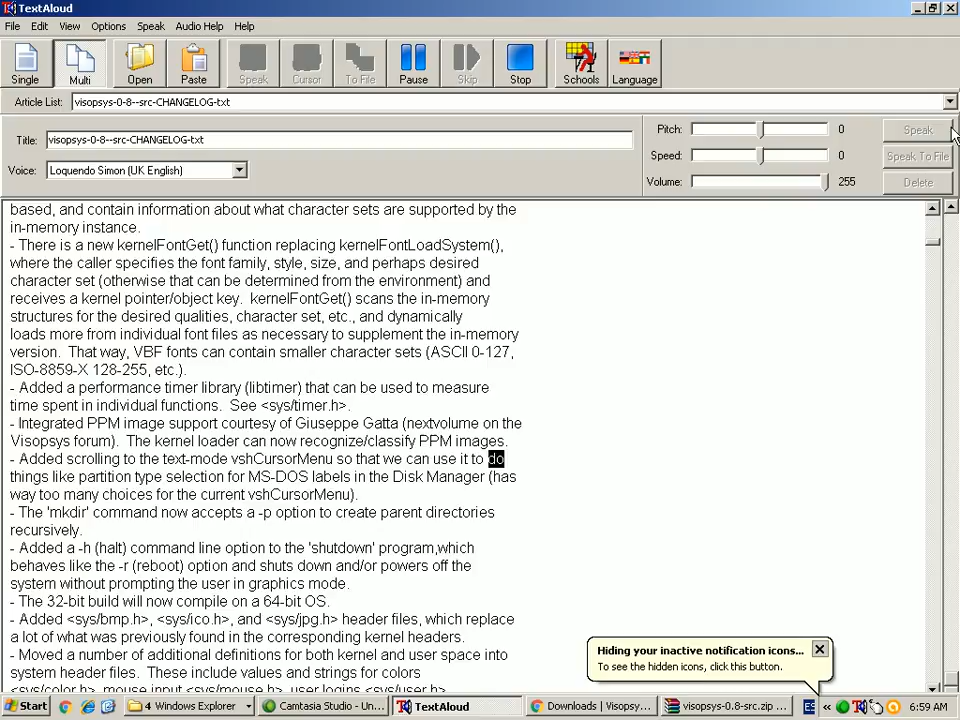 TextAloud
File Edit View Options Speak Audio Help Help
Single Multi Open Paste Speak Cursor To File Pause Skip Stop Schools Language
Article List: visopsys-0-8--src-CHANGELOG-txt
Title: visopsys-0-8--src-CHANGELOG-txt
Voice: Loquendo Simon (UK English)
Pitch: 0 Speak
Speed: 0 Speak To File
Volume: 255 Delete
based, and contain information about what character sets are supported by the
in-memory instance.
- There is a new kernelFontGet() function replacing kernelFontLoadSystem(),
where the caller specifies the font family, style, size, and perhaps desired
character set (otherwise that can be determined from the environment) and
receives a kernel pointer/object key.  kernelFontGet() scans the in-memory
structures for the desired qualities, character set, etc., and dynamically
loads more from individual font files as necessary to supplement the in-memory
version.  That way, VBF fonts can contain smaller character sets (ASCII 0-127,
ISO-8859-X 128-255, etc.).
- Added a performance timer library (libtimer) that can be used to measure
time spent in individual functions.  See <sys/timer.h>.
- Integrated PPM image support courtesy of Giuseppe Gatta (nextvolume on the
Visopsys forum).  The kernel loader can now recognize/classify PPM images.
- Added scrolling to the text-mode vshCursorMenu so that we can use it to do
things like partition type selection for MS-DOS labels in the Disk Manager (has
way too many choices for the current vshCursorMenu).
- The 'mkdir' command now accepts a -p option to create parent directories
recursively.
- Added a -h (halt) command line option to the 'shutdown' program,which
behaves like the -r (reboot) option and shuts down and/or powers off the
system without prompting the user in graphics mode.
- The 32-bit build will now compile on a 64-bit OS.
- Added <sys/bmp.h>, <sys/ico.h>, and <sys/jpg.h> header files, which replace
a lot of what was previously found in the corresponding kernel headers.
- Moved a number of additional definitions for both kernel and user space into
system header files.  These include values and strings for colors
<sys/color.h>, mouse input <sys/mouse.h>, user logins <sys/user.h>
Hiding your inactive notification icons...
To see the hidden icons, click this button.
Start 4 Windows Explorer Camtasia Studio - Un... TextAloud Downloads | Visopsy... visopsys-0.8-src.zip ... ES 6:59 AM